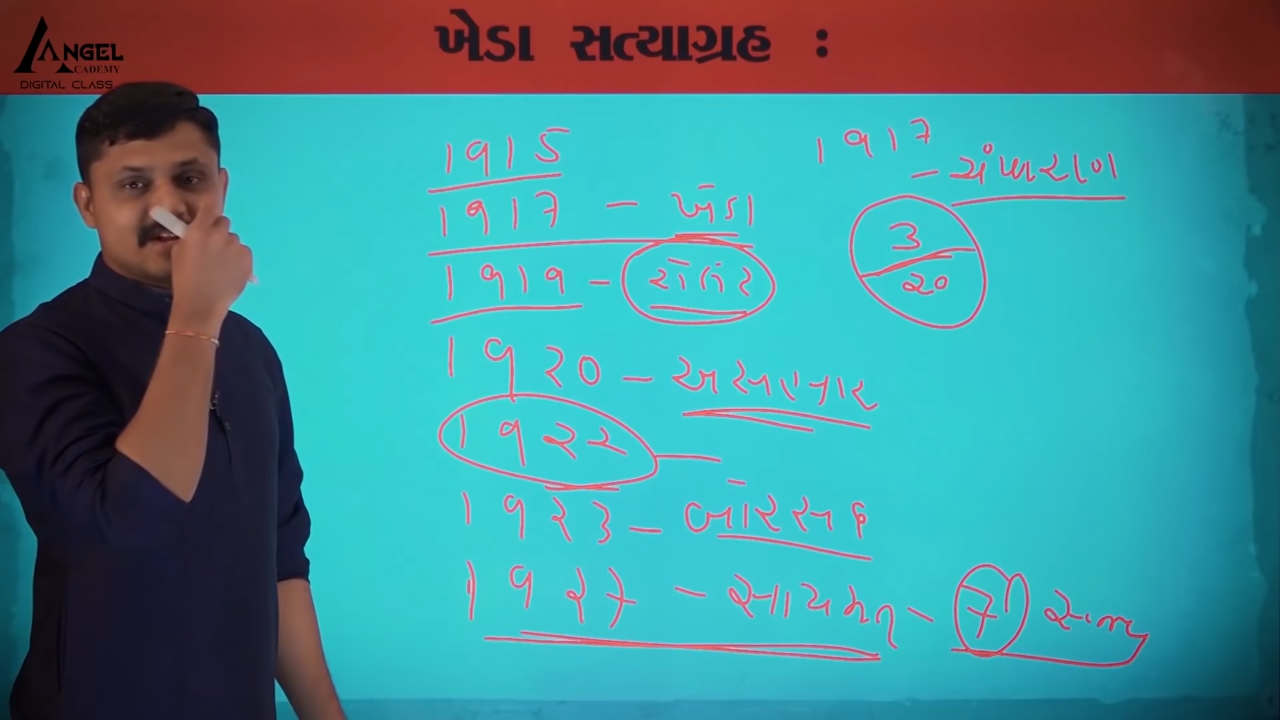 ANGEL
ACADEMY
DIGITAL CLASS
ખેડા સત્યાગ્રહ :
1915
1917 - ખેડા
1919 - રોલેટ
1920 - અસહકાર
1922 -
1923 - બોરસદ
1927 - સાયમન - 7 સભ્ય
1917
- ચંપારણ
3
20